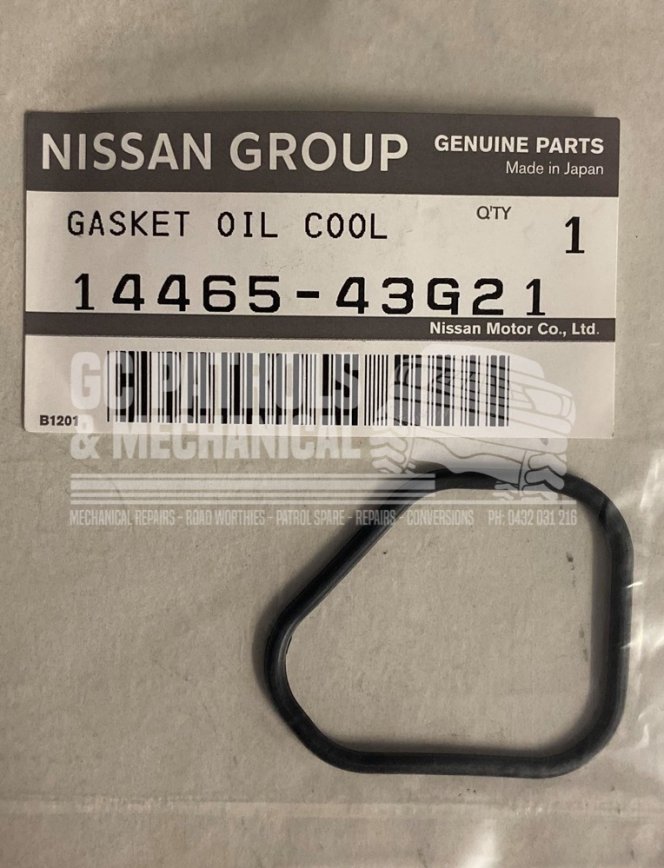 NISSAN GROUP
GENUINE PARTS
Made in Japan
GASKET OIL COOL
Q'TY 1
14465-43G21
Nissan Motor Co., Ltd.
B1201
GC PATROLS
& MECHANICAL
MECHANICAL REPAIRS - ROAD WORTHIES - PATROL SPARE - REPAIRS - CONVERSIONS PH: 0432 031 216